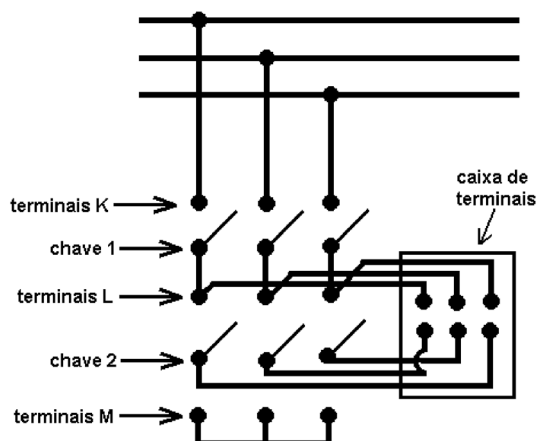 caixa de
terminais
terminais K
chave 1
terminais L
chave 2
terminais M